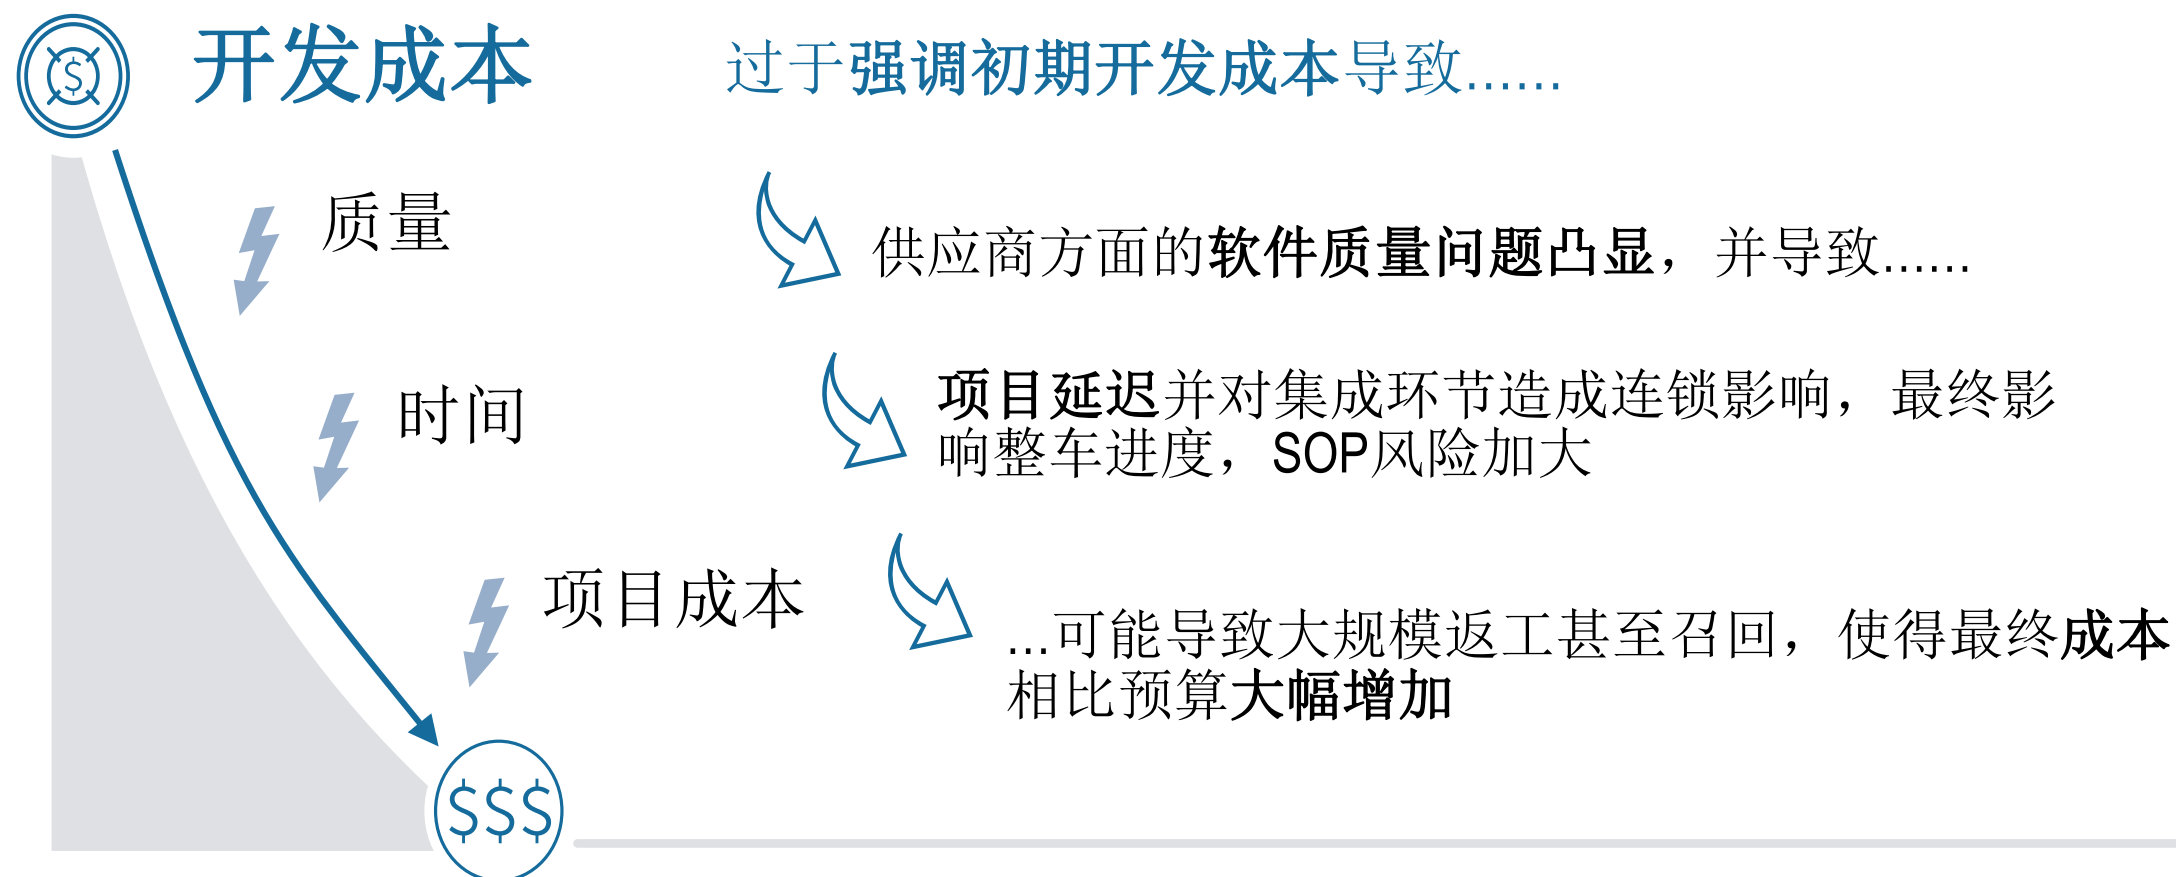 $
开发成本
过于强调初期开发成本导致......
质量
供应商方面的软件质量问题凸显，并导致......
时间
项目延迟并对集成环节造成连锁影响，最终影
响整车进度，SOP风险加大
项目成本
...可能导致大规模返工甚至召回，使得最终成本
相比预算大幅增加
$$$